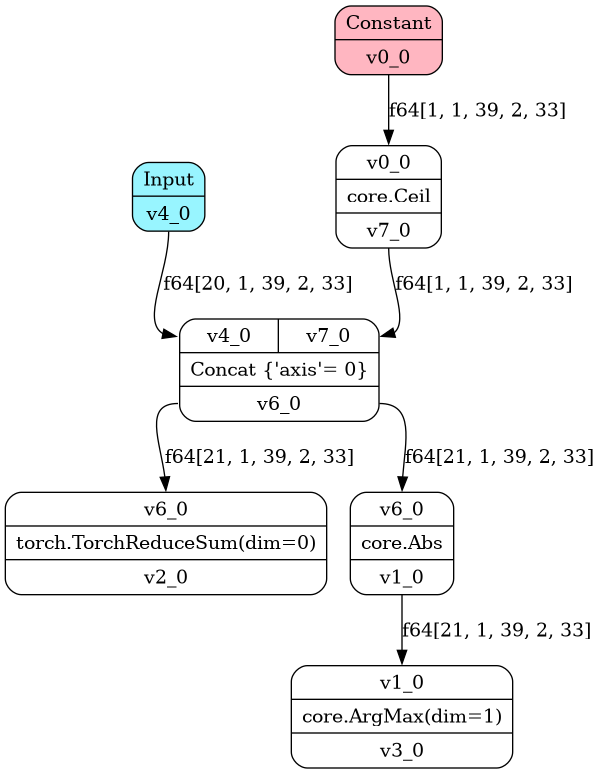 Constant
v0_0
f64[1, 1, 39, 2, 33]
Input
v4_0
v0_0
core.Ceil
v7_0
f64[20, 1, 39, 2, 33]
f64[1, 1, 39, 2, 33]
v4_0 v7_0
Concat {'axis'= 0}
v6_0
f64[21, 1, 39, 2, 33]
f64[21, 1, 39, 2, 33]
v6_0
torch.TorchReduceSum(dim=0)
v2_0
v6_0
core.Abs
v1_0
f64[21, 1, 39, 2, 33]
v1_0
core.ArgMax(dim=1)
v3_0